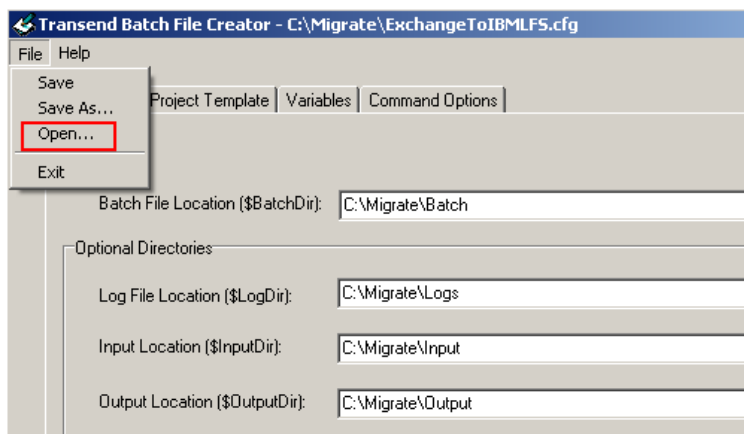 Transend Batch File Creator - C:\Migrate\ExchangeToIBMLFS.cfg
File Help
Save
Save As...
Open...
Exit
Project Template Variables Command Options
Batch File Location ($BatchDir): C:\Migrate\Batch
Optional Directories
Log File Location ($LogDir): C:\Migrate\Logs
Input Location ($InputDir): C:\Migrate\Input
Output Location ($OutputDir): C:\Migrate\Output